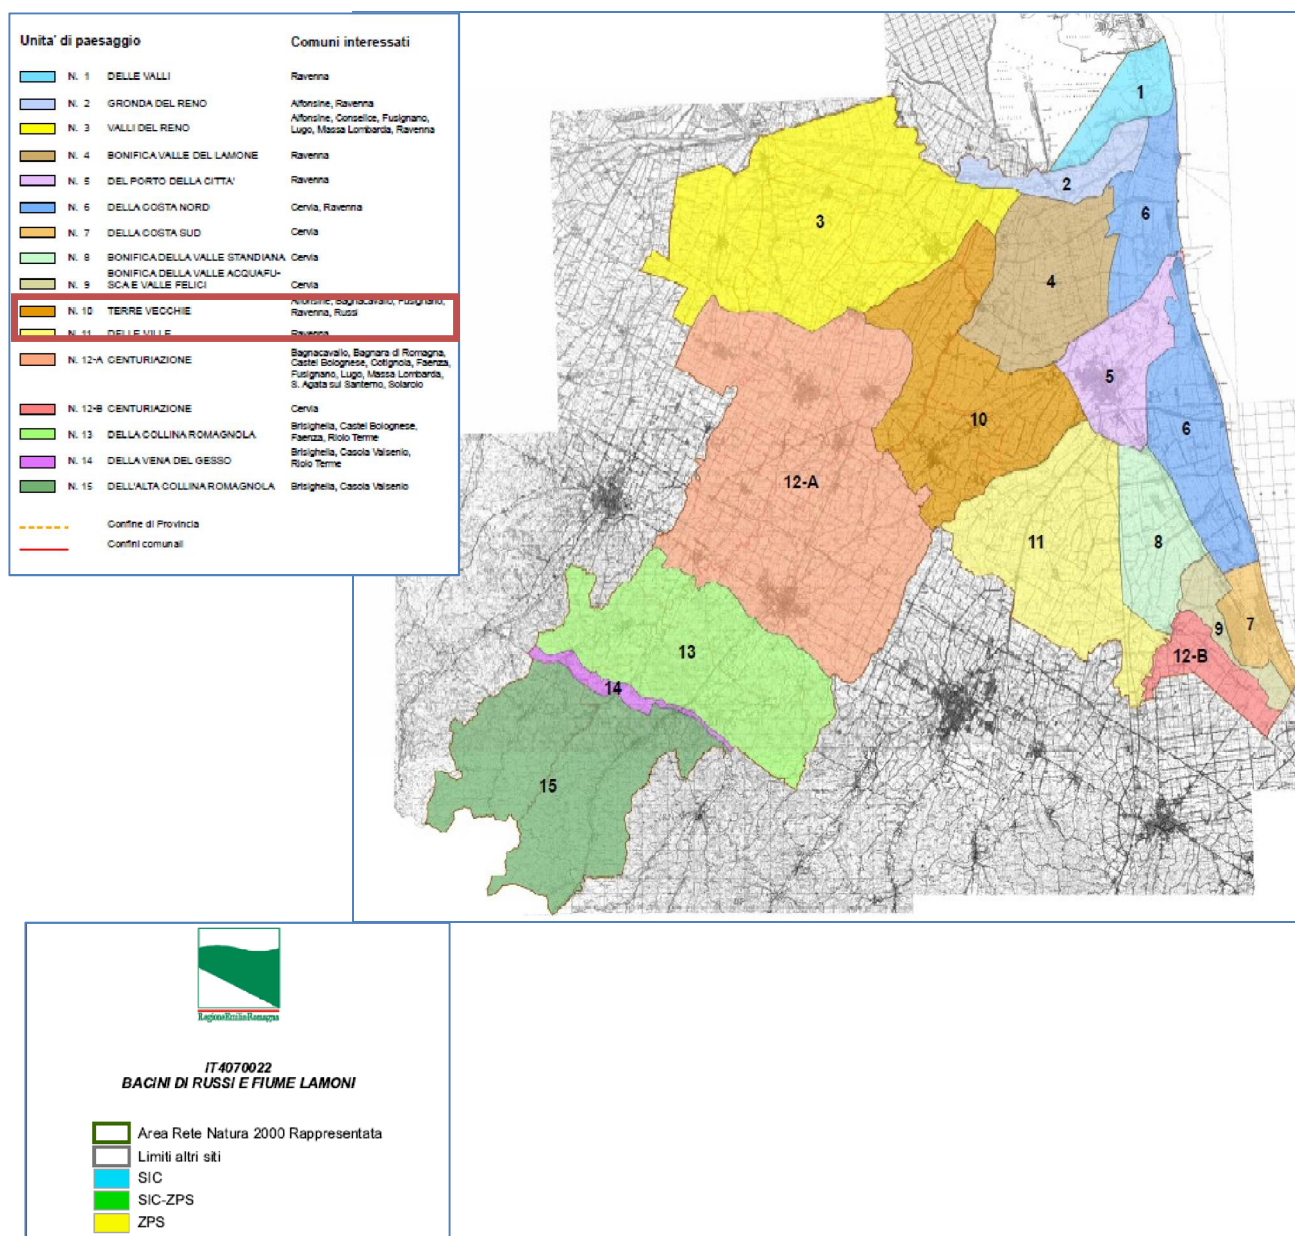 Unita' di paesaggio Comuni interessati
N. 1 DELLE VALLI Ravenna
N. 2 GRONDA DEL RENO Alfonsine, Ravenna
N. 3 VALLI DEL RENO Alfonsine, Conselice, Fusignano,
Lugo, Massa Lombarda, Ravenna
N. 4 BONIFICA VALLE DEL LAMONE Ravenna
N. 5 DEL PORTO DELLA CITTA' Ravenna
N. 6 DELLA COSTA NORD Cervia, Ravenna
N. 7 DELLA COSTA SUD Cervia
N. 8 BONIFICA DELLA VALLE STANDIANA Cervia
BONIFICA DELLA VALLE ACQUAFU-
N. 9 SCA E VALLE FELICI Cervia
Alfonsine, Bagnacavallo, Fusignano,
N. 10 TERRE VECCHIE Ravenna, Russi
N. 11 DELLE VILLE Ravenna
N. 12-A CENTURIAZIONE Bagnacavallo, Bagnara di Romagna,
Castel Bolognese, Cotignola, Faenza,
Fusignano, Lugo, Massa Lombarda,
S. Agata sul Santerno, Solarolo
N. 12-B CENTURIAZIONE Cervia
N. 13 DELLA COLLINA ROMAGNOLA Brisighella, Castel Bolognese,
Faenza, Riolo Terme
N. 14 DELLA VENA DEL GESSO Brisighella, Casola Valsenio,
Riolo Terme
N. 15 DELL'ALTA COLLINA ROMAGNOLA Brisighella, Casola Valsenio
Confine di Provincia
Confini comunali
1
2
3
6
4
5
10
6
12-A
11
8
7
9
12-B
13
14
15
RegioneEmiliaRomagna
IT4070022
BACINI DI RUSSI E FIUME LAMONI
Area Rete Natura 2000 Rappresentata
Limiti altri siti
SIC
SIC-ZPS
ZPS